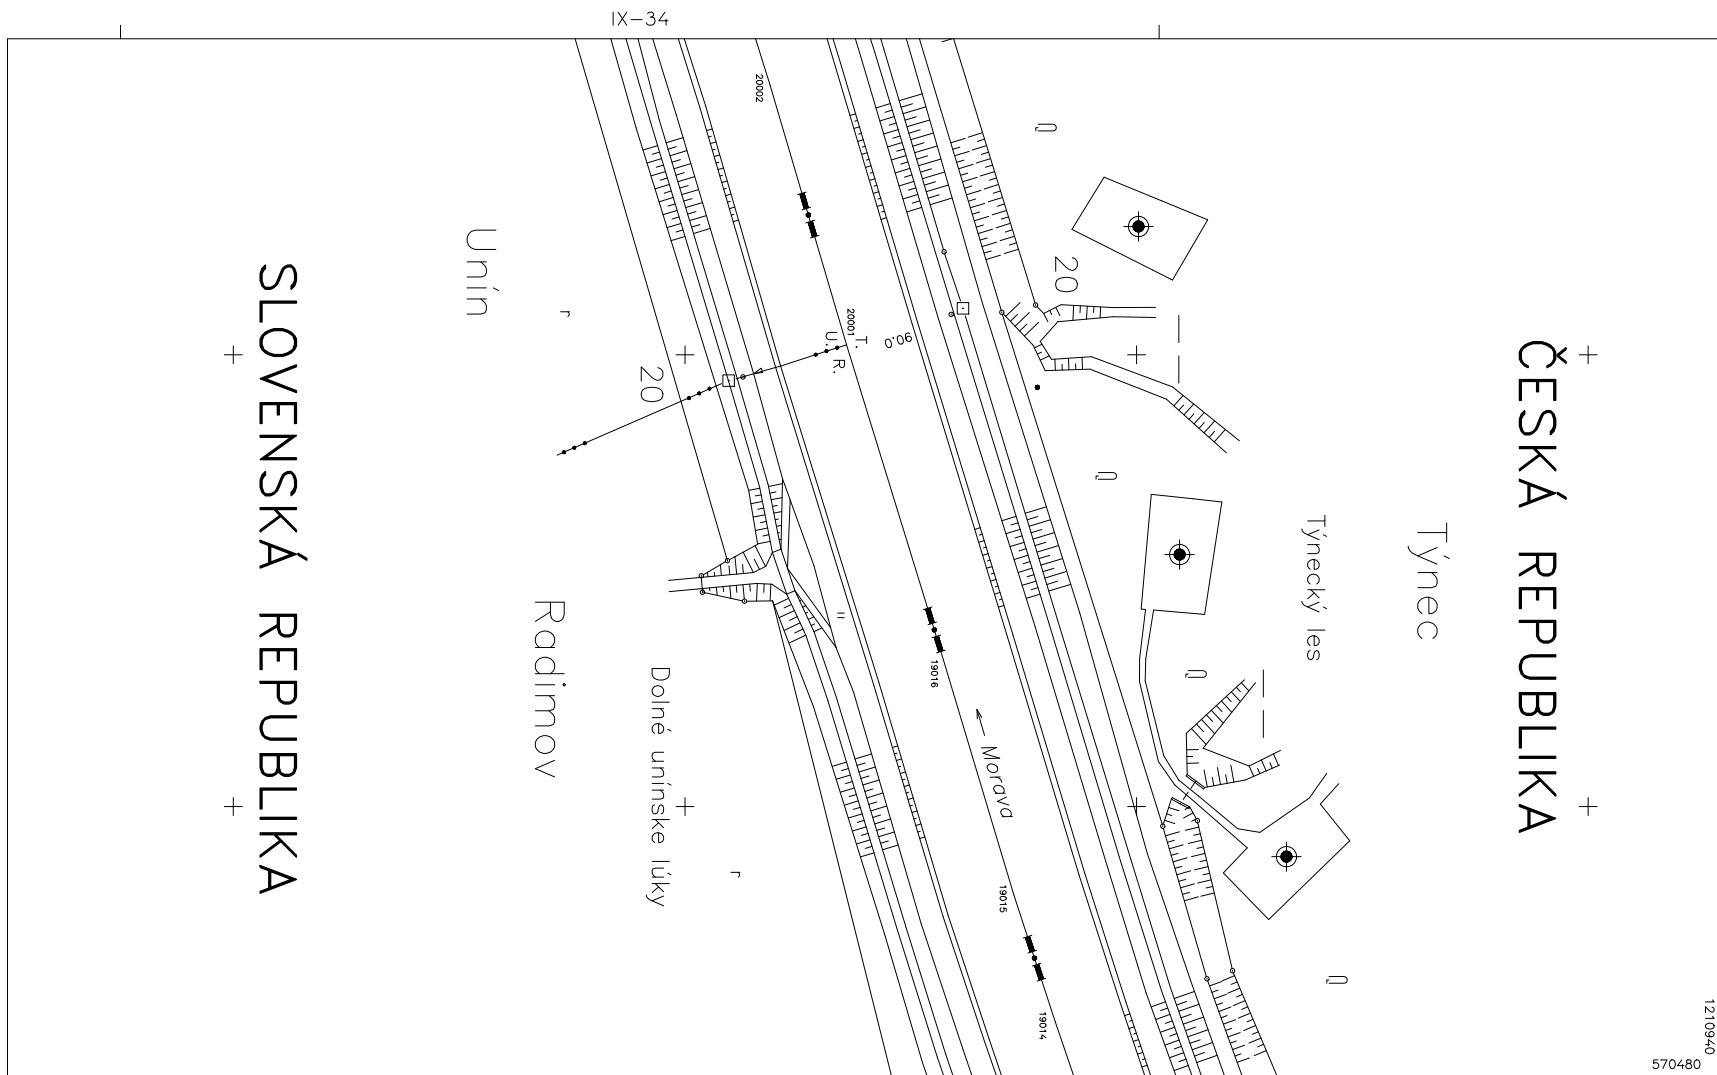 IX-34
20002
Unín
20
SLOVENSKÁ REPUBLIKA
20001
T.
U. R.
90.0
20
ČESKÁ REPUBLIKA
Týnec
Týnecký les
Radimov
Dolné unínske lúky
19016
Morava
19015
19014
1210940
570480